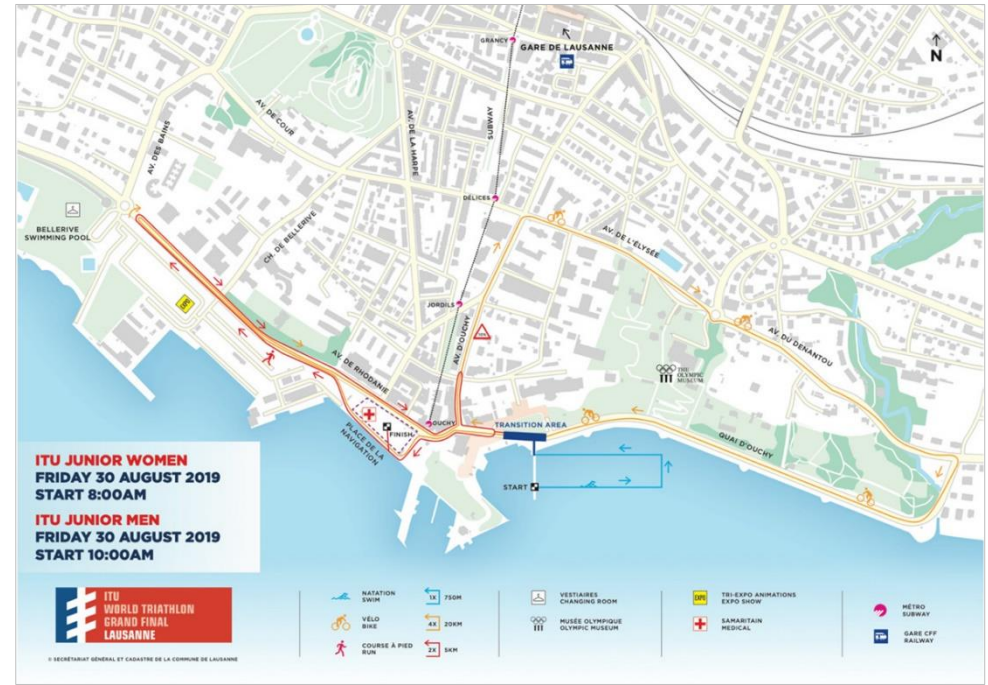 GRANCY
GARE DE LAUSANNE
N
AV. DES BAINS
AV. DE COUR
AV. DE LA HARPE
SUBWAY
DÉLICES
BELLERIVE
SWIMMING POOL
CH. DE BELLERIVE
AV. DE L'ÉLYSÉE
EXPO
JORDILS
AV. D'OUCHY
AV. DU DENANTOU
AV. DE RHODANIE
THE
OLYMPIC
MUSEUM
OUCHY
TRANSITION AREA
FINISH
PLACE DE LA
NAVIGATION
QUAI D'OUCHY
START
ITU JUNIOR WOMEN
FRIDAY 30 AUGUST 2019
START 8:00AM
ITU JUNIOR MEN
FRIDAY 30 AUGUST 2019
START 10:00AM
ITU
WORLD TRIATHLON
GRAND FINAL
LAUSANNE
© SECRÉTARIAT GÉNÉRAL ET CADASTRE DE LA COMMUNE DE LAUSANNE
NATATION
SWIM
1X 750M
VÉLO
BIKE
4X 20KM
COURSE À PIED
RUN
2X 5KM
VESTIAIRES
CHANGING ROOM
MUSÉE OLYMPIQUE
OLYMPIC MUSEUM
EXPO
TRI-EXPO ANIMATIONS
EXPO SHOW
SAMARITAIN
MEDICAL
MÉTRO
SUBWAY
GARE CFF
RAILWAY